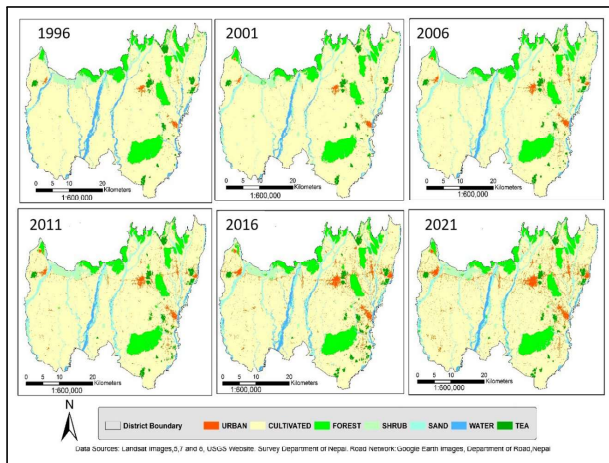 1996
2001
2006
0 5 10 20
Kilometers
1:600,000
0 5 10 20
Kilometers
1:600,000
0 5 10 20
Kilometers
1:600,000
2011
2016
2021
0 5 10 20
Kilometers
1:600,000
0 5 10 20
Kilometers
1:600,000
0 5 10 20
Kilometers
1:600,000
N
District Boundary URBAN CULTIVATED FOREST SHRUB SAND WATER TEA
Data Sources: Landsat Images,5,7 and 8, USGS Website. Survey Department of Nepal. Road Network:Google Earth Images, Department of Road,Nepal